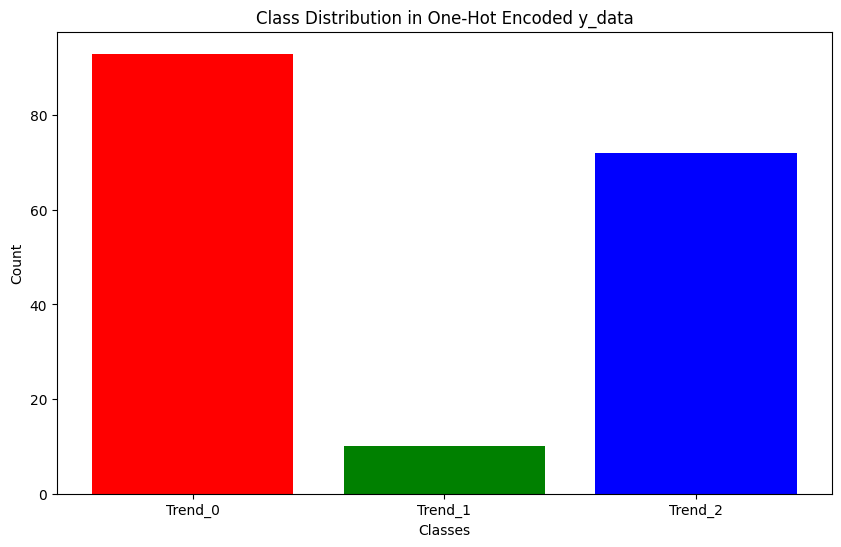 Class Distribution in One-Hot Encoded y_data
80
60
40
20
0
Count
Trend_0
Trend_1
Trend_2
Classes